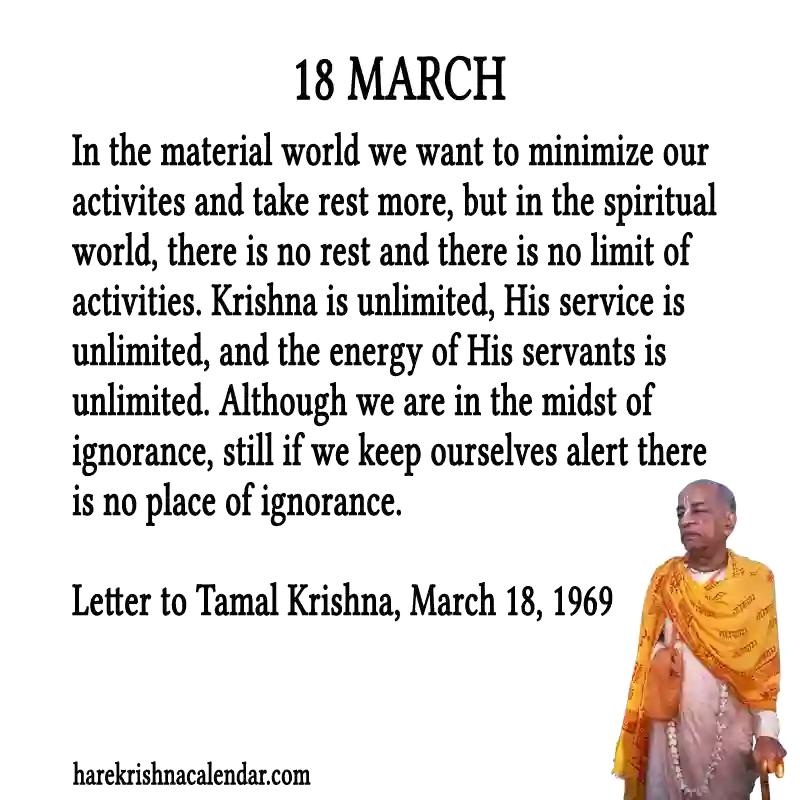 18 MARCH
In the material world we want to minimize our
activites and take rest more, but in the spiritual
world, there is no rest and there is no limit of
activities. Krishna is unlimited, His service is
unlimited, and the energy of His servants is
unlimited. Although we are in the midst of
ignorance, still if we keep ourselves alert there
is no place of ignorance.
Letter to Tamal Krishna, March 18, 1969
harekrishnacalendar.com